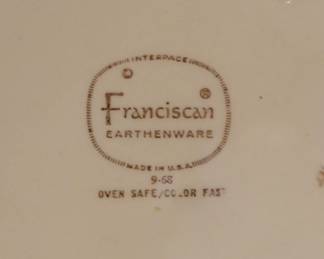 INTERPACE
®
Franciscan
EARTHENWARE
MADE IN U.S.A.
9-68
OVEN SAFE/COLOR FAST